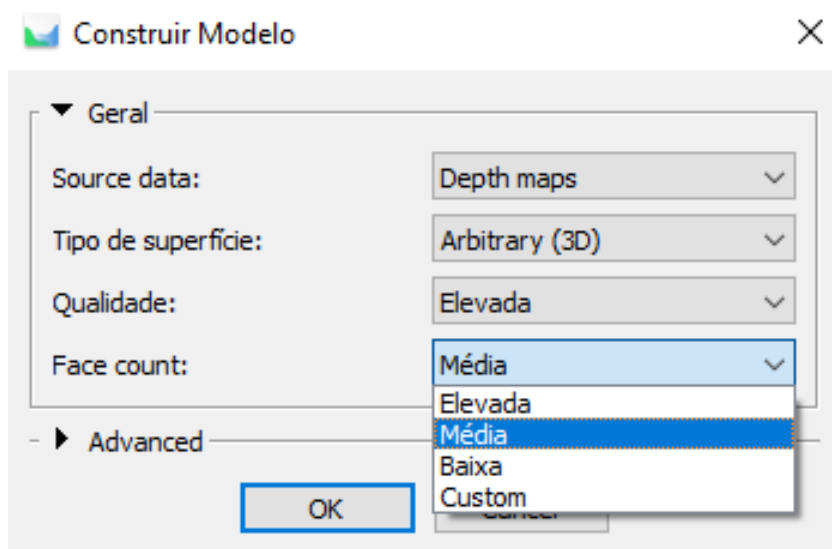 Construir Modelo
Geral
Source data: Depth maps
Tipo de superfície: Arbitrary (3D)
Qualidade: Elevada
Face count: Média
Elevada
Média
Advanced
Baixa
Custom
OK
Cancel